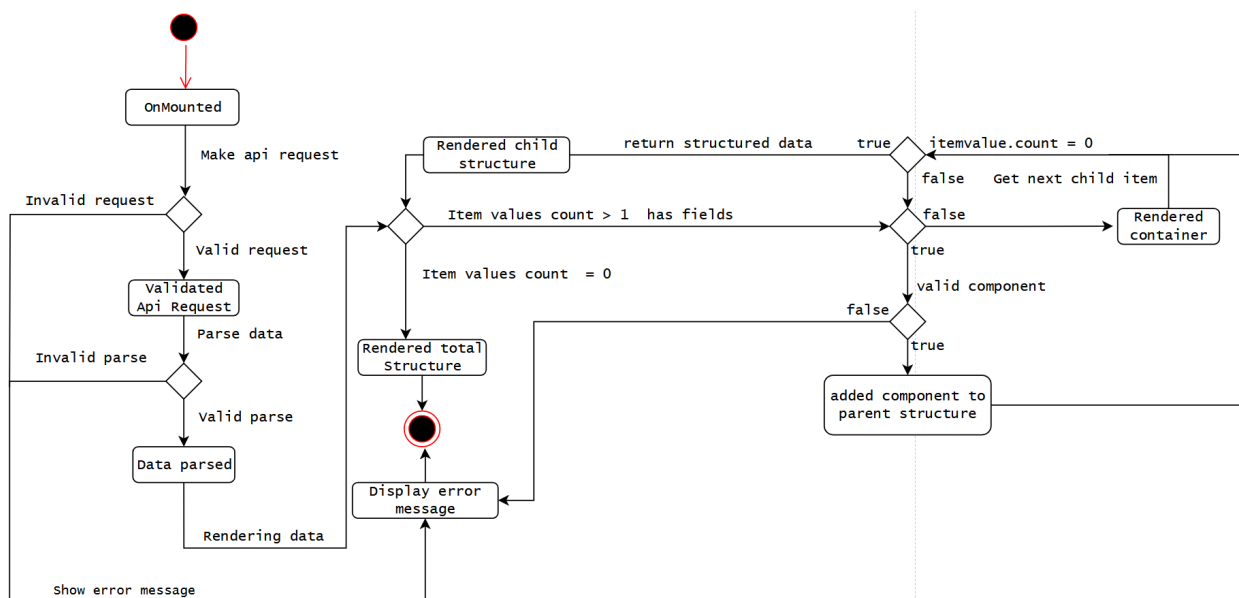 OnMounted
Make api request
Invalid request
Valid request
Validated
Api Request
Parse data
Invalid parse
Valid parse
Data parsed
Rendering data
Show error message
Rendered child
structure
return structured data
true
itemvalue.count = 0
false
Get next child item
Item values count > 1 has fields
false
Rendered
container
true
Item values count = 0
valid component
false
true
Rendered total
Structure
added component to
parent structure
Display error
message